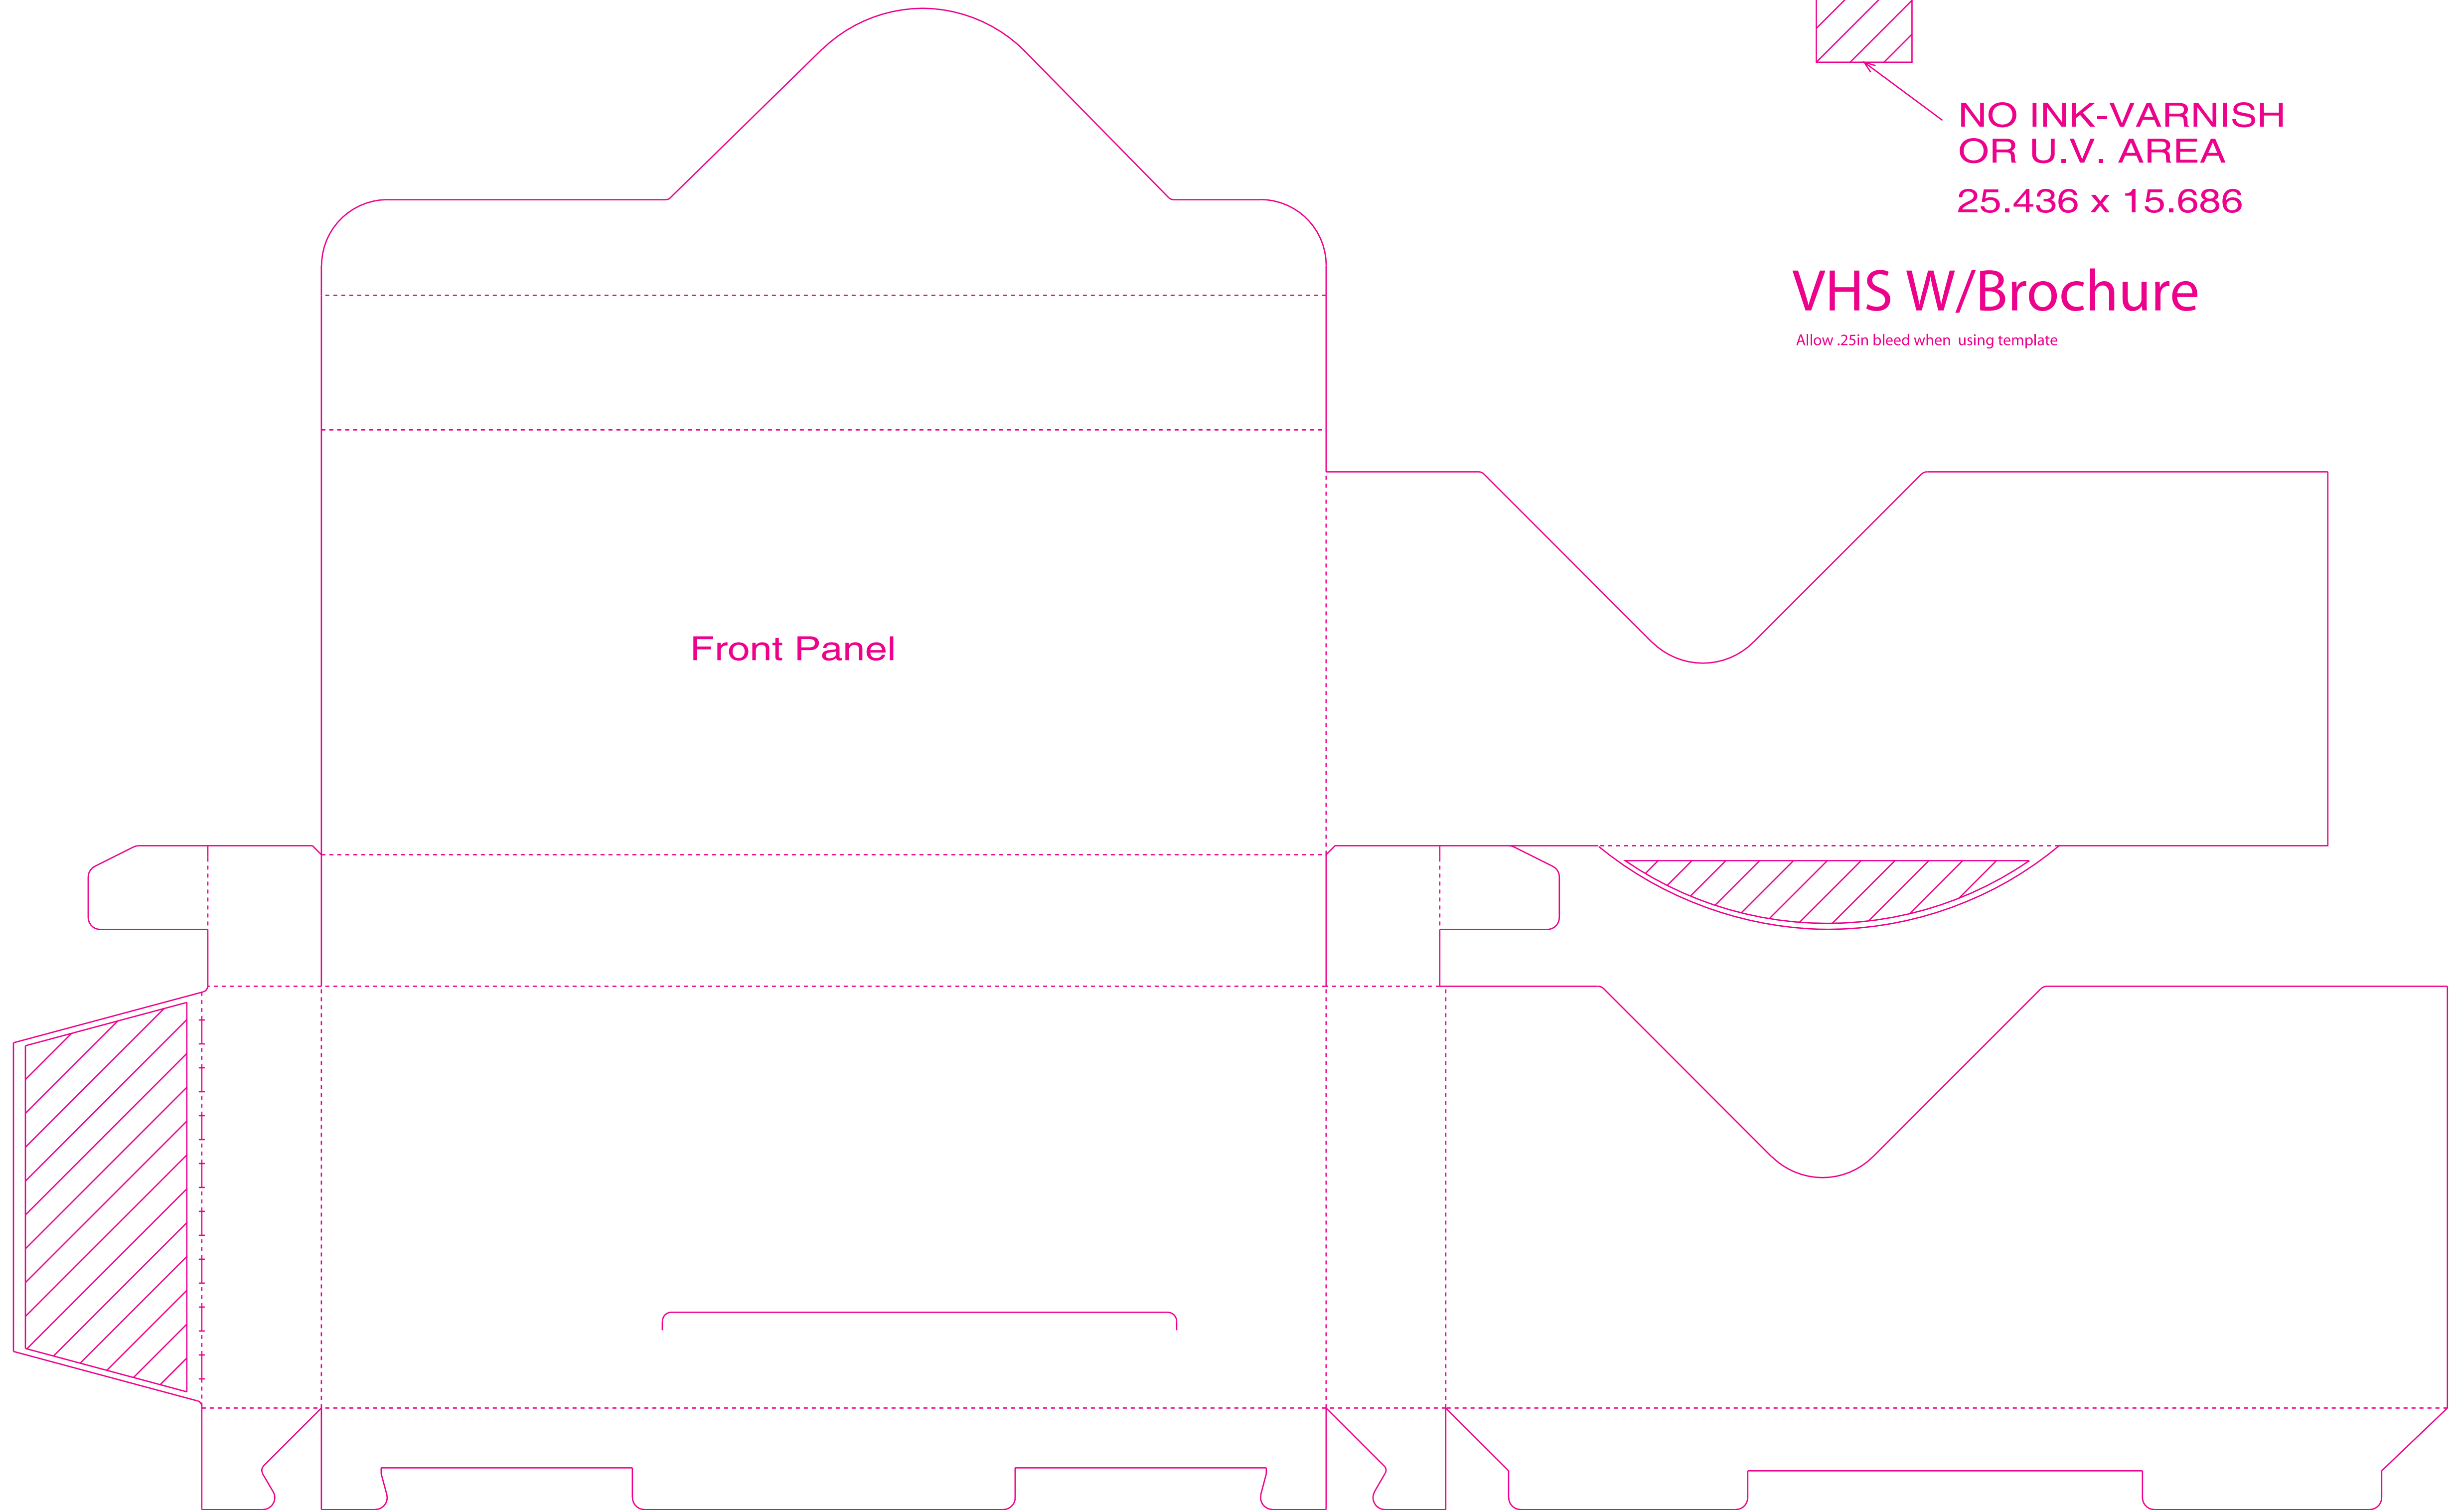 NO INK-VARNISH
OR U.V. AREA
25.436 x 15.686
VHS W/Brochure
Allow .25in bleed when using template
Front Panel